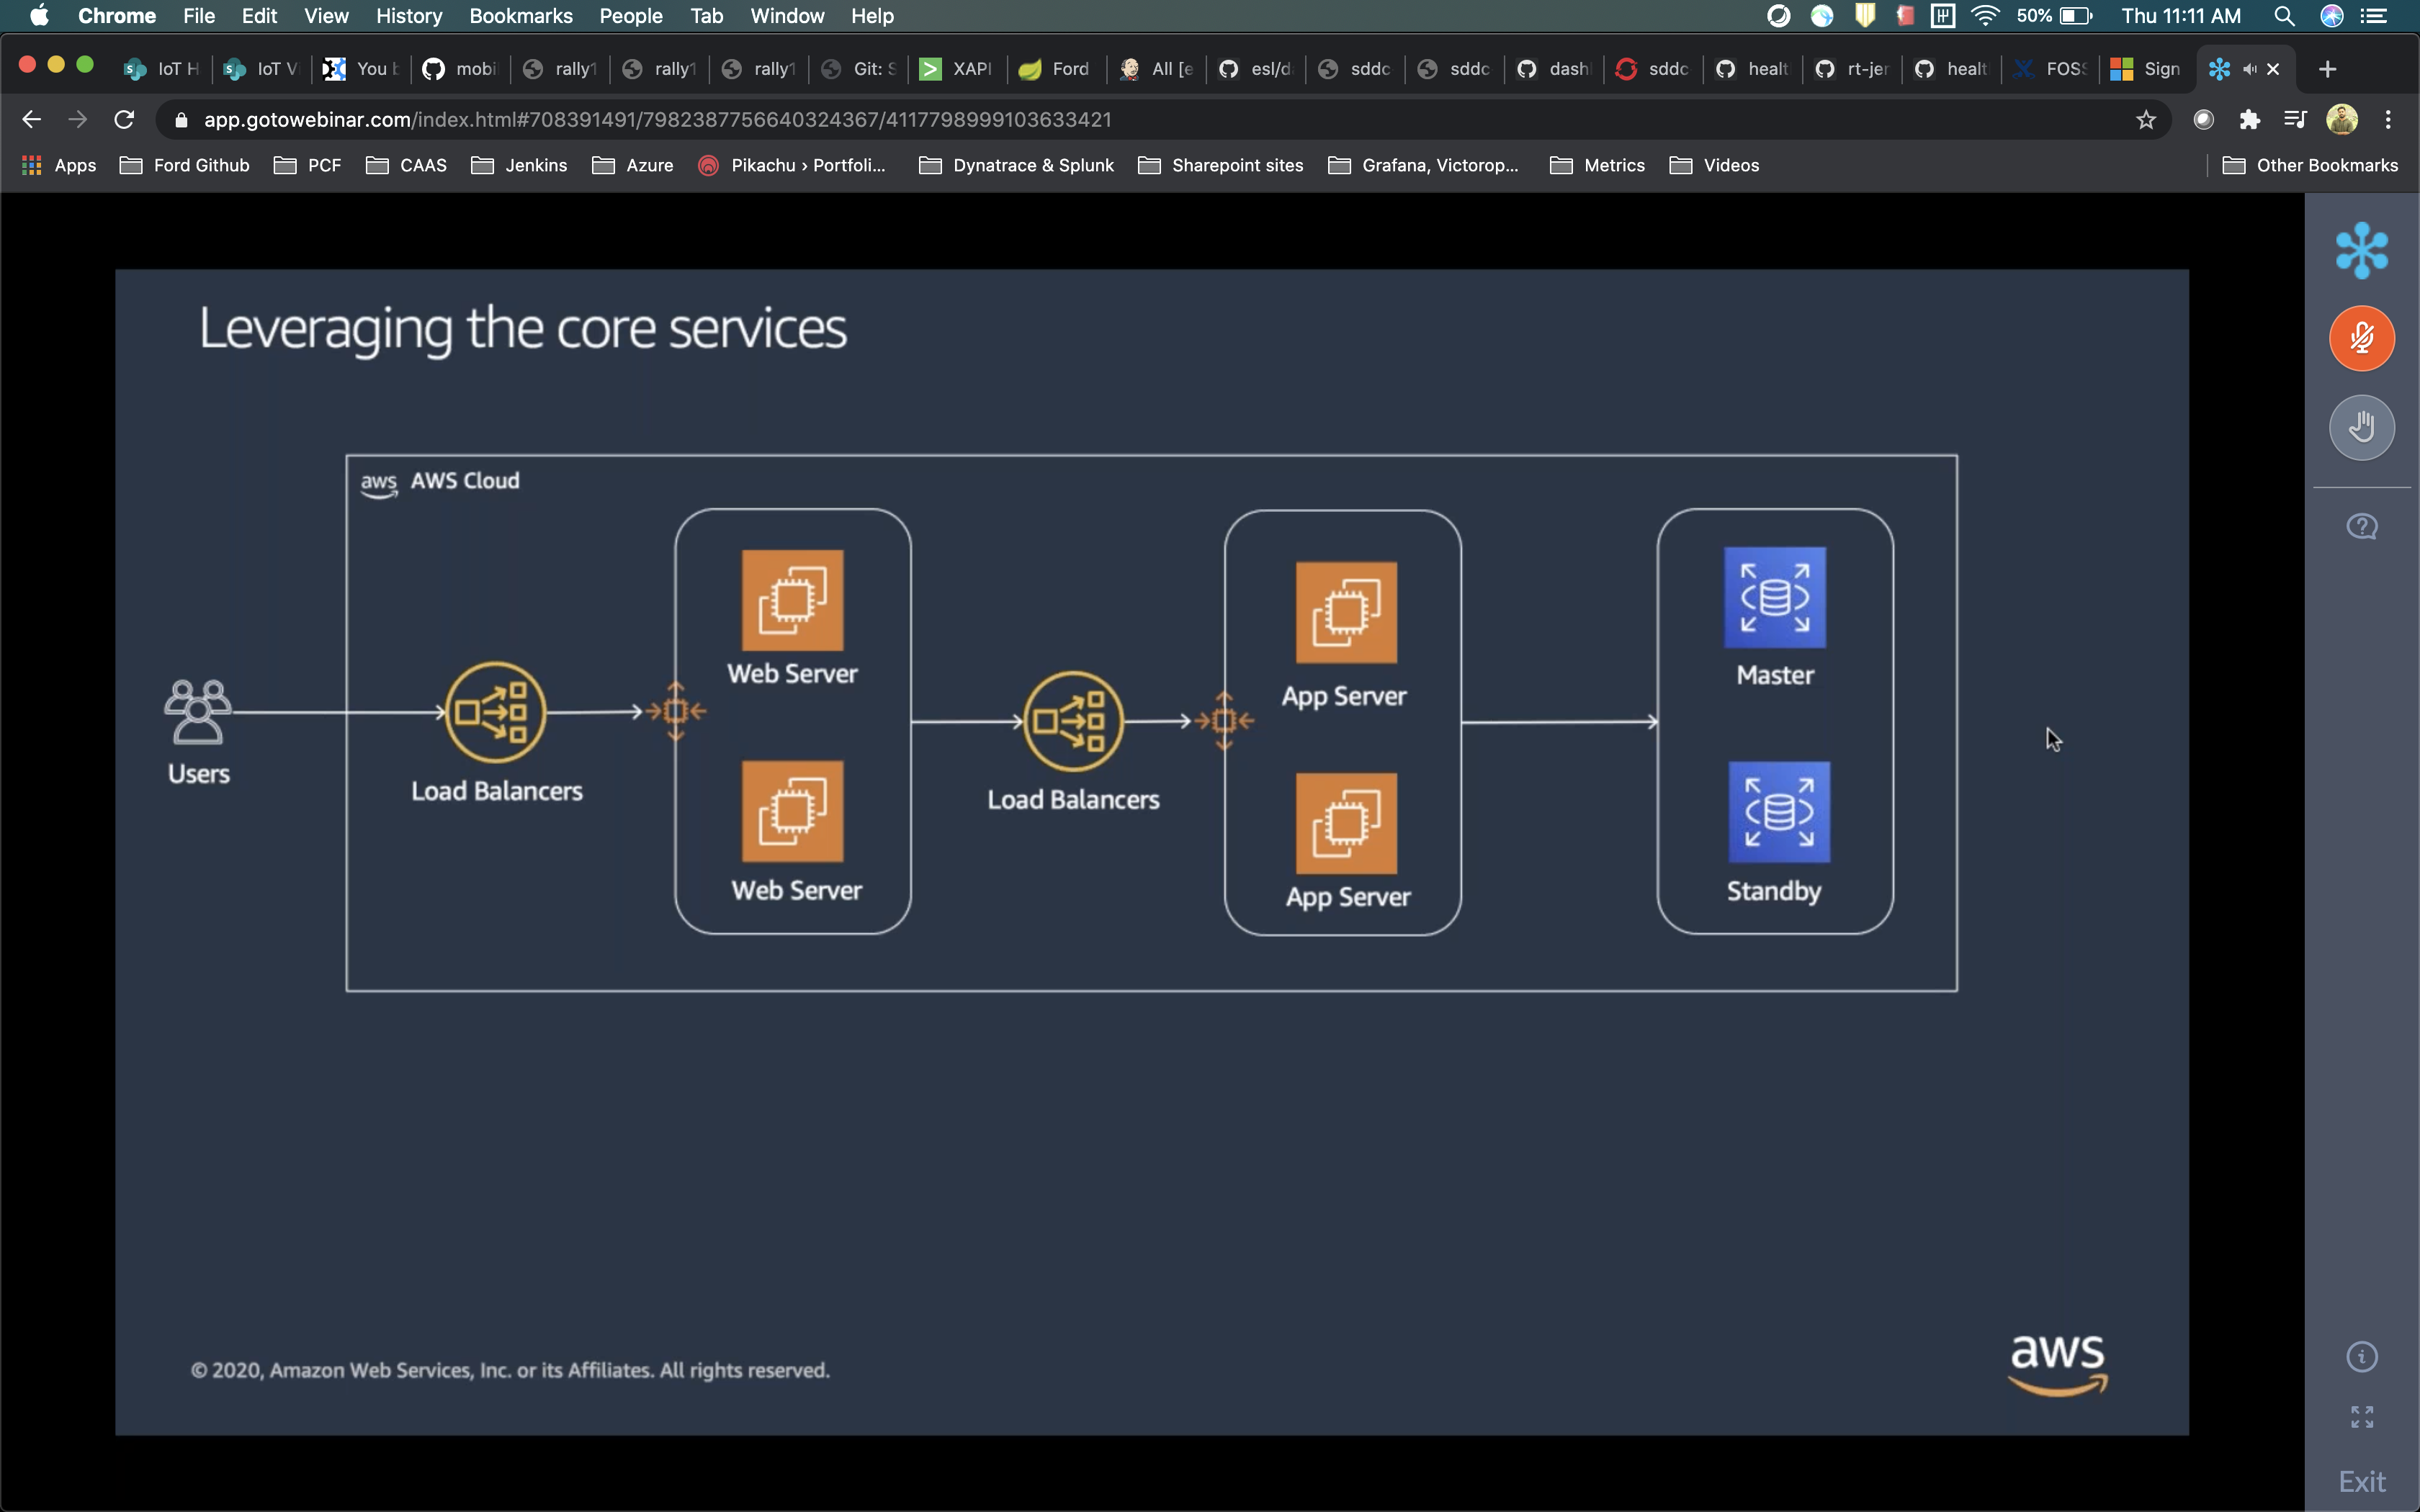 Chrome File Edit View History Bookmarks People Tab Window Help 50% Thu 11:11 AM
IoT H IoT V You b mobi rally1 rally1 rally1 Git: S XAPI Ford All [e esl/d sddc sddc dash sddc healt rt-jer healt FOSS Sign
app.gotowebinar.com/index.html#708391491/7982387756640324367/4117798999103633421
Apps Ford Github PCF CAAS Jenkins Azure Pikachu › Portfoli... Dynatrace & Splunk Sharepoint sites Grafana, Victorop... Metrics Videos Other Bookmarks
Leveraging the core services
aws AWS Cloud
Web Server
App Server
Master
Users
Load Balancers
Load Balancers
Web Server
App Server
Standby
© 2020, Amazon Web Services, Inc. or its Affiliates. All rights reserved.
aws
Exit